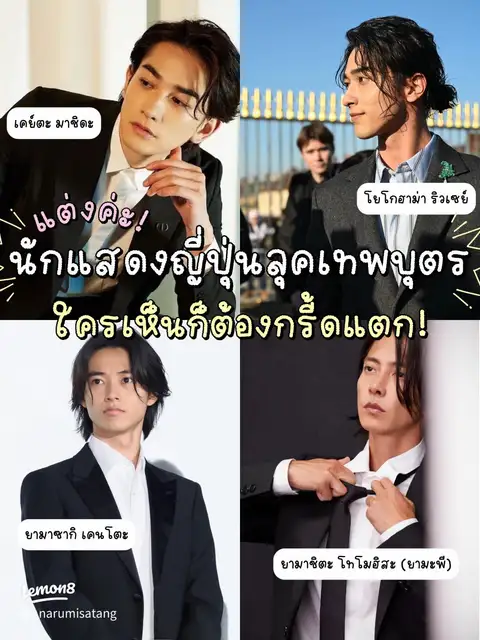 เคย์ตะ มาชิดะ
โยโกฮาม่า ริวเซย์
แต่งค่ะ!
นักแสดงญี่ปุ่นลุคเทพบุตร
ใครเห็นก็ต้องกรี้ดแตก!
ยามาซากิ เคนโตะ
ยามาชิตะ โทโมฮิสะ (ยามะพี)
lemon8
narumisatang